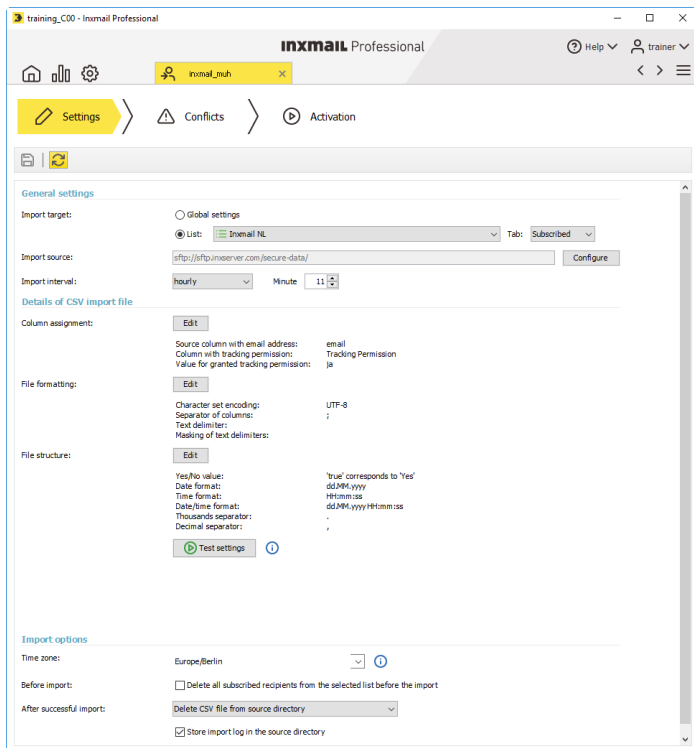 training_C00 - Inxmail Professional
Inxmail Professional
Help
trainer
inxmail_muh
Settings
Conflicts
Activation
General settings
Import target:
Global settings
List: Inxmail NL Tab: Subscribed
Import source: sftp://sftp.inxserver.com/secure-data/ Configure
Import interval: hourly Minute 11
Details of CSV import file
Column assignment: Edit
Source column with email address: email
Column with tracking permission: Tracking Permission
Value for granted tracking permission: ja
File formatting: Edit
Character set encoding: UTF-8
Separator of columns: ;
Text delimiter:
Masking of text delimiters:
File structure: Edit
Yes/No value: 'true' corresponds to 'Yes'
Date format: dd.MM.yyyy
Time format: HH:mm:ss
Date/time format: dd.MM.yyyy HH:mm:ss
Thousands separator: .
Decimal separator: ,
Test settings
Import options
Time zone: Europe/Berlin
Before import: Delete all subscribed recipients from the selected list before the import
After successful import: Delete CSV file from source directory
Store import log in the source directory